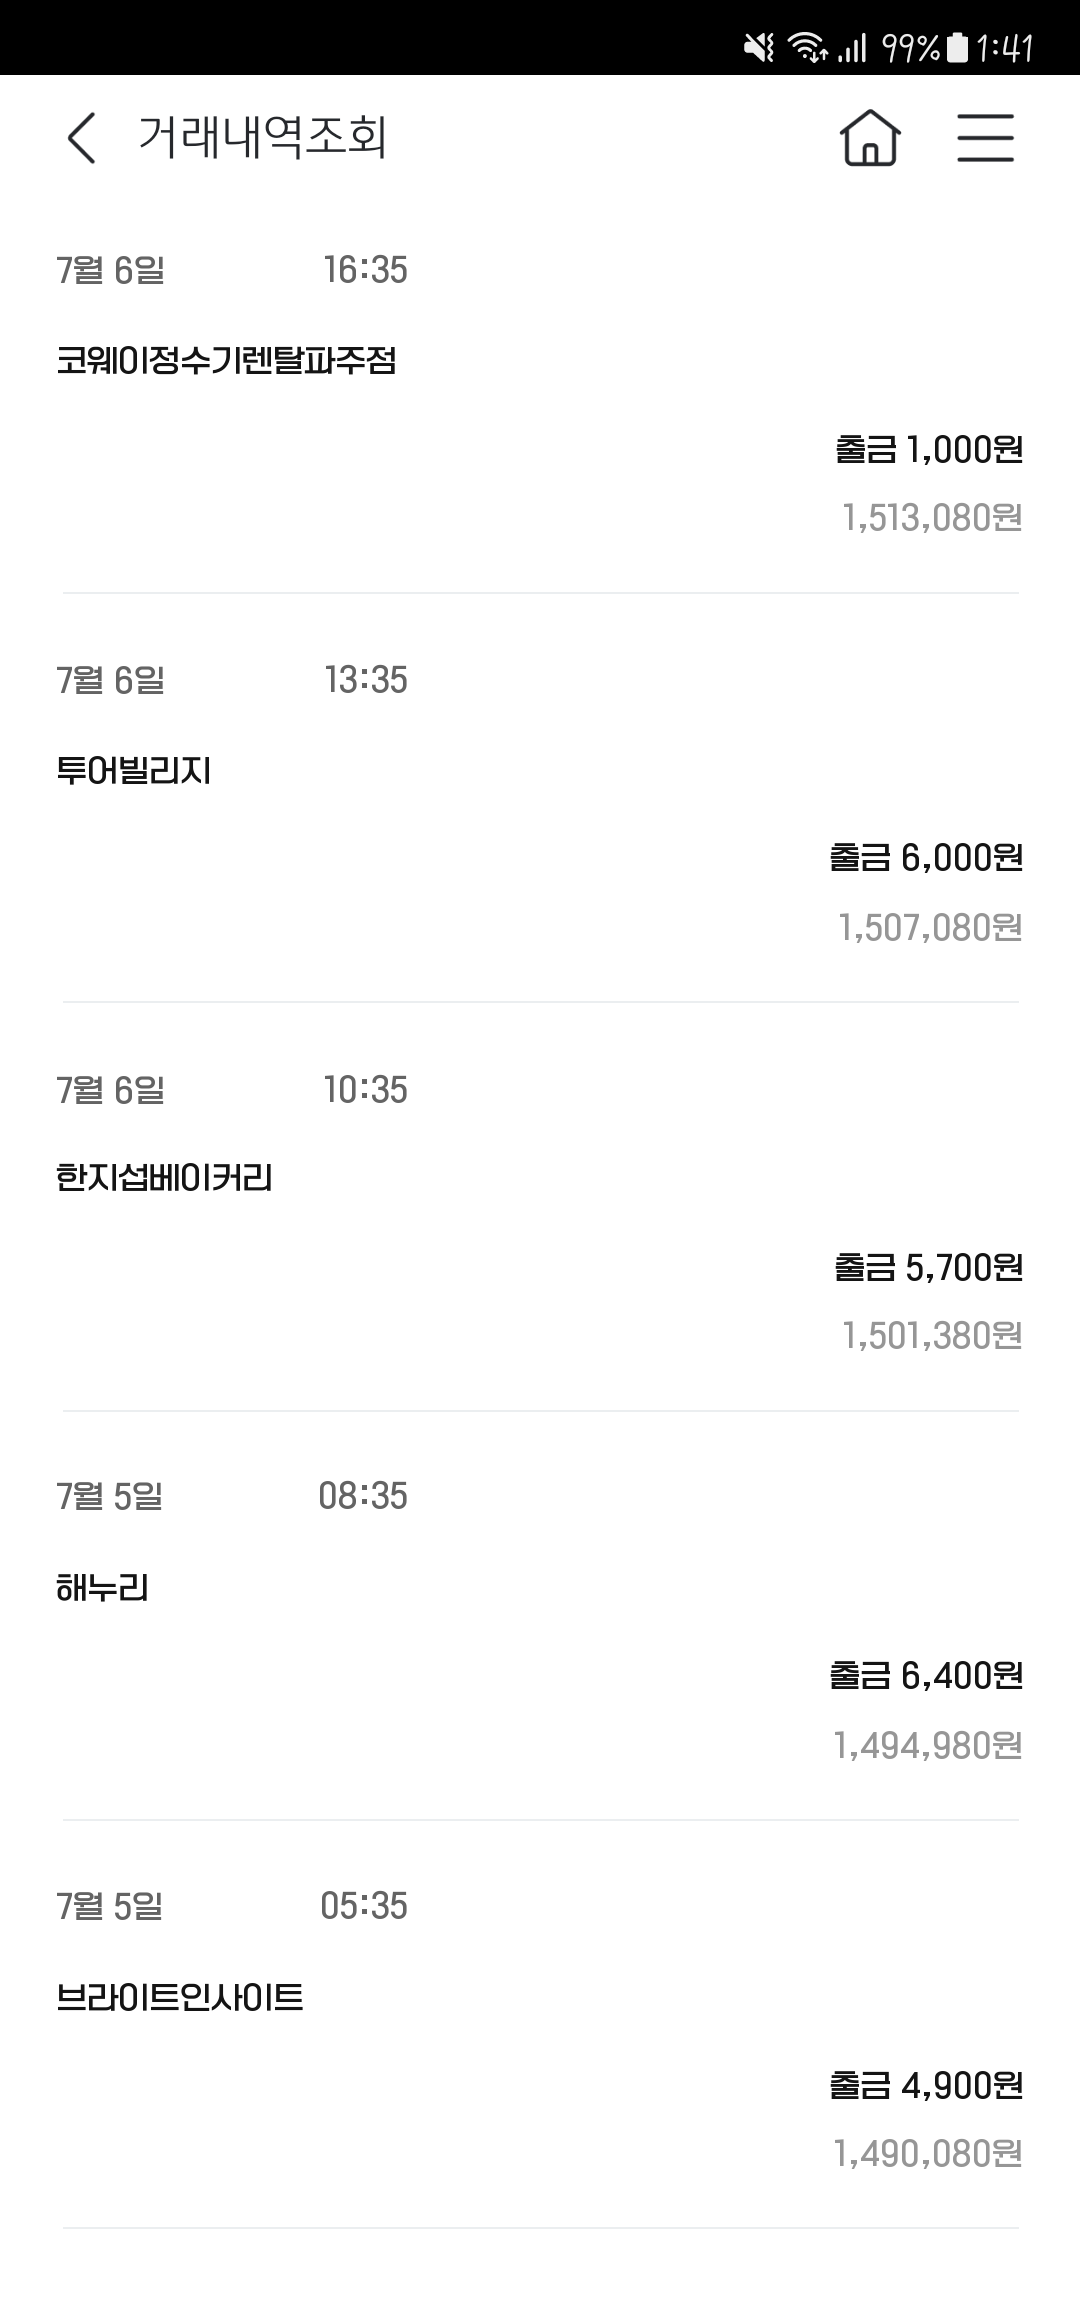 99% 1:41
거래내역조회
7월 6일 16:35
코웨이정수기렌탈파주점
출금 1,000원
1,513,080원
7월 6일 13:35
투어빌리지
출금 6,000원
1,507,080원
7월 6일 10:35
한지섭베이커리
출금 5,700원
1,501,380원
7월 5일 08:35
해누리
출금 6,400원
1,494,980원
7월 5일 05:35
브라이트인사이트
출금 4,900원
1,490,080원